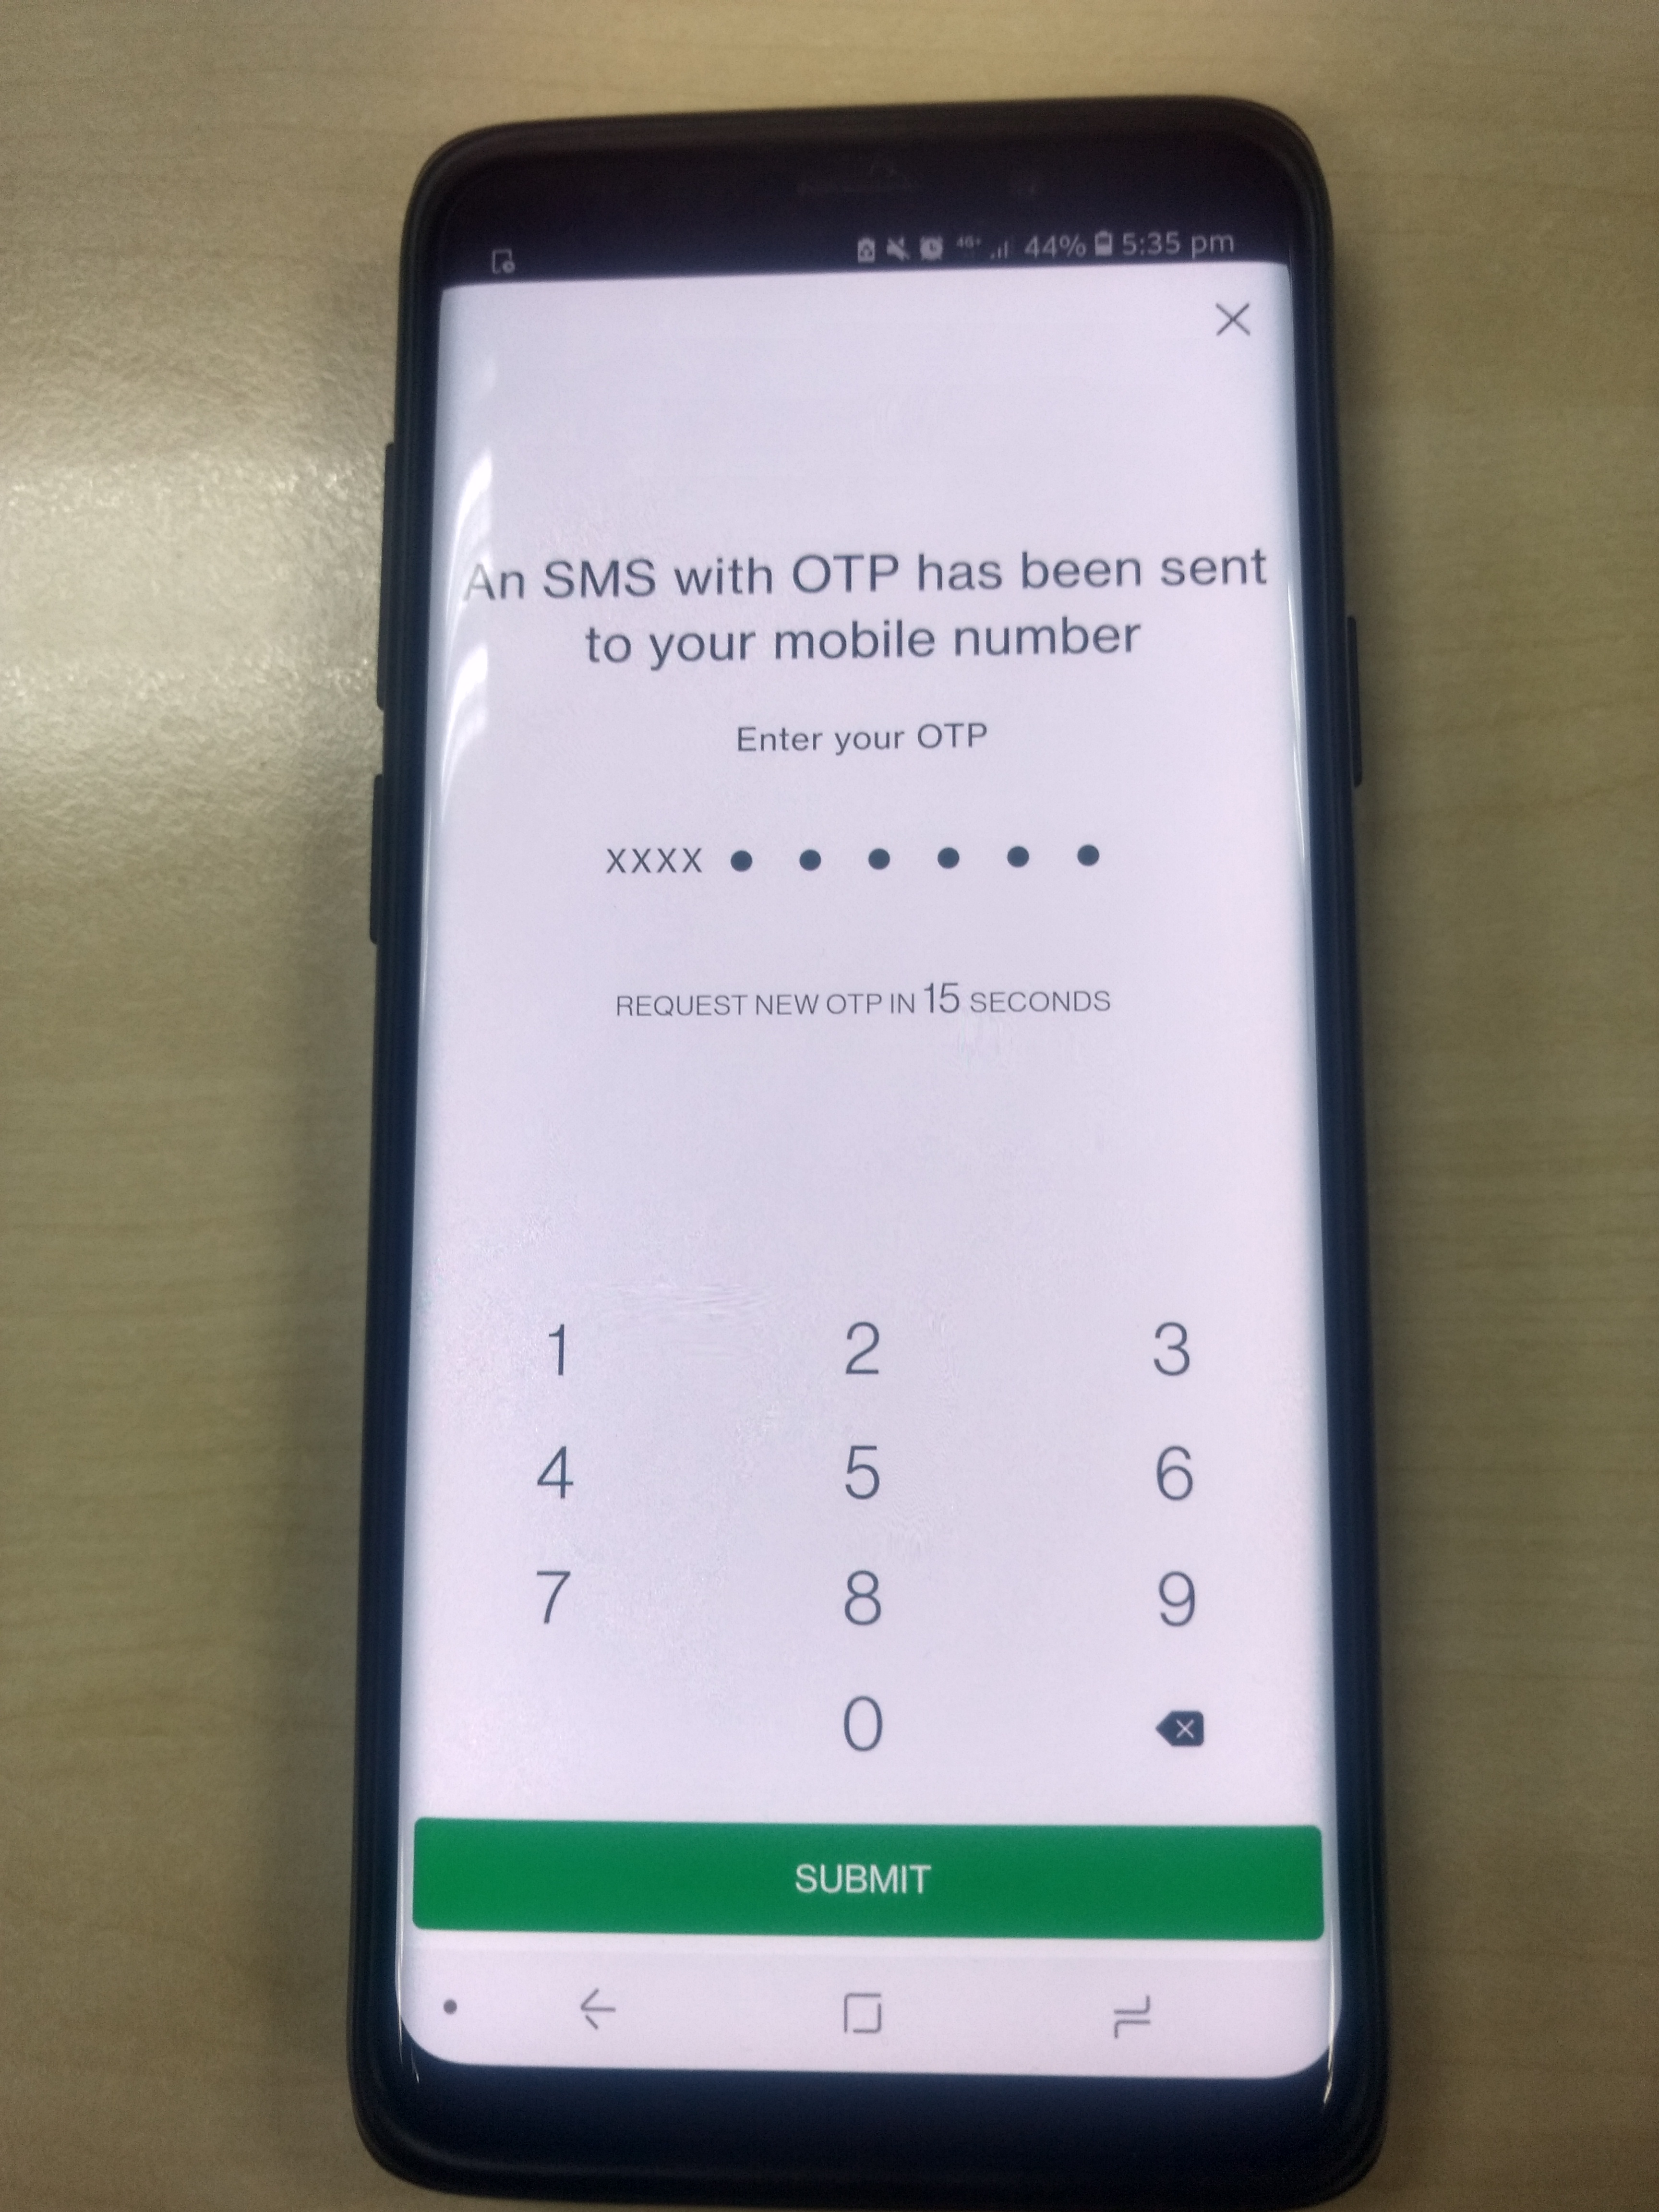 4G+ 44% 5:35 pm
An SMS with OTP has been sent
to your mobile number
Enter your OTP
XXXX
REQUEST NEW OTP IN 15 SECONDS
1 2 3
4 5 6
7 8 9
0
SUBMIT